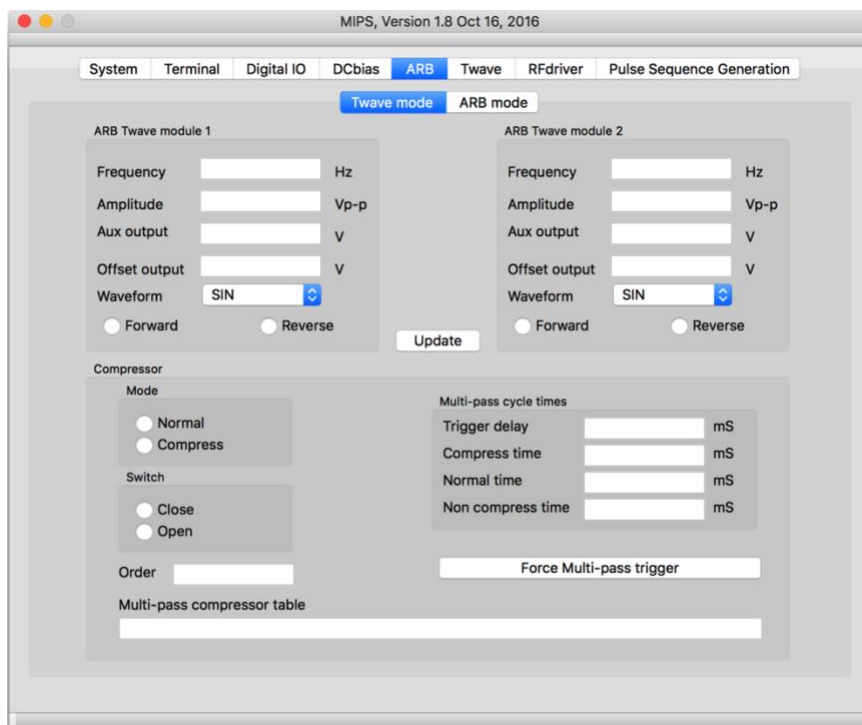 MIPS, Version 1.8 Oct 16, 2016
System Terminal Digital IO DCbias ARB Twave RFdriver Pulse Sequence Generation
Twave mode ARB mode
ARB Twave module 1
Frequency Hz
Amplitude Vp-p
Aux output V
Offset output V
Waveform SIN
Forward Reverse
ARB Twave module 2
Frequency Hz
Amplitude Vp-p
Aux output V
Offset output V
Waveform SIN
Forward Reverse
Update
Compressor
Mode
Normal
Compress
Switch
Close
Open
Order
Multi-pass cycle times
Trigger delay mS
Compress time mS
Normal time mS
Non compress time mS
Force Multi-pass trigger
Multi-pass compressor table